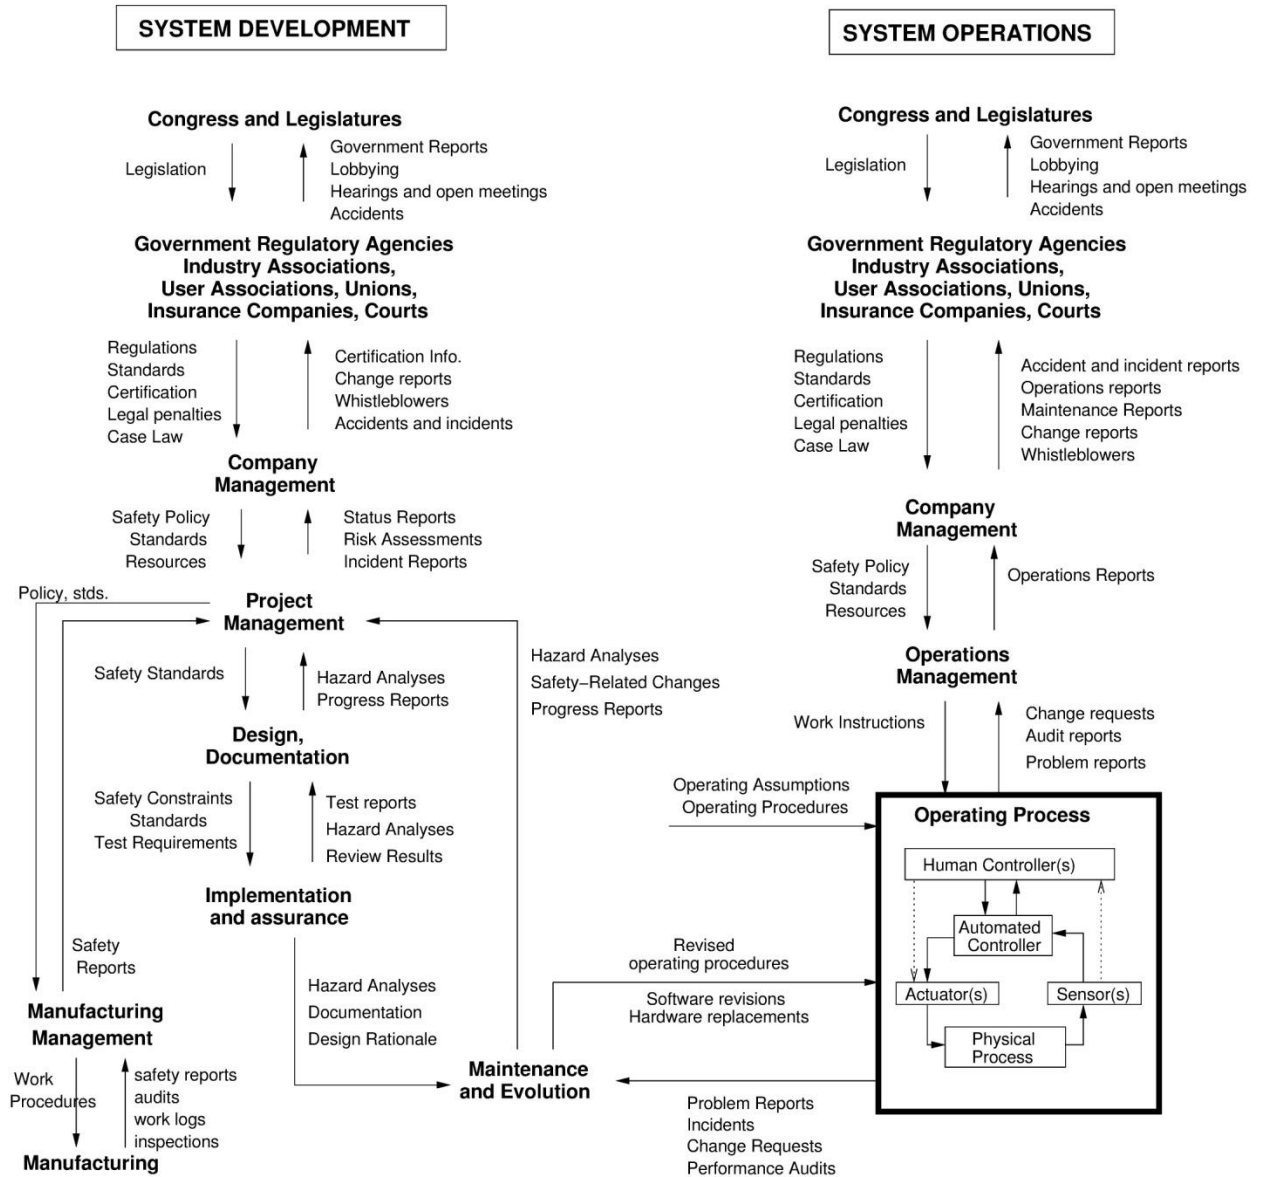 SYSTEM DEVELOPMENT
Congress and Legislatures
Legislation
Government Reports
Lobbying
Hearings and open meetings
Accidents
Government Regulatory Agencies
Industry Associations,
User Associations, Unions,
Insurance Companies, Courts
Regulations
Standards
Certification
Legal penalties
Case Law
Certification Info.
Change reports
Whistleblowers
Accidents and incidents
Company
Management
Safety Policy
Standards
Resources
Status Reports
Risk Assessments
Incident Reports
Policy, stds.
Project
Management
Safety Standards
Hazard Analyses
Progress Reports
Hazard Analyses
Safety-Related Changes
Progress Reports
Design,
Documentation
Safety Constraints
Standards
Test Requirements
Test reports
Hazard Analyses
Review Results
Implementation
and assurance
Safety
Reports
Hazard Analyses
Documentation
Design Rationale
Manufacturing
Management
Work
Procedures
safety reports
audits
work logs
inspections
Manufacturing
Maintenance
and Evolution
SYSTEM OPERATIONS
Congress and Legislatures
Legislation
Government Reports
Lobbying
Hearings and open meetings
Accidents
Government Regulatory Agencies
Industry Associations,
User Associations, Unions,
Insurance Companies, Courts
Regulations
Standards
Certification
Legal penalties
Case Law
Accident and incident reports
Operations reports
Maintenance Reports
Change reports
Whistleblowers
Company
Management
Safety Policy
Standards
Resources
Operations Reports
Operations
Management
Work Instructions
Change requests
Audit reports
Problem reports
Operating Assumptions
Operating Procedures
Operating Process
Human Controller(s)
Automated
Controller
Actuator(s)
Sensor(s)
Physical
Process
Revised
operating procedures
Software revisions
Hardware replacements
Problem Reports
Incidents
Change Requests
Performance Audits